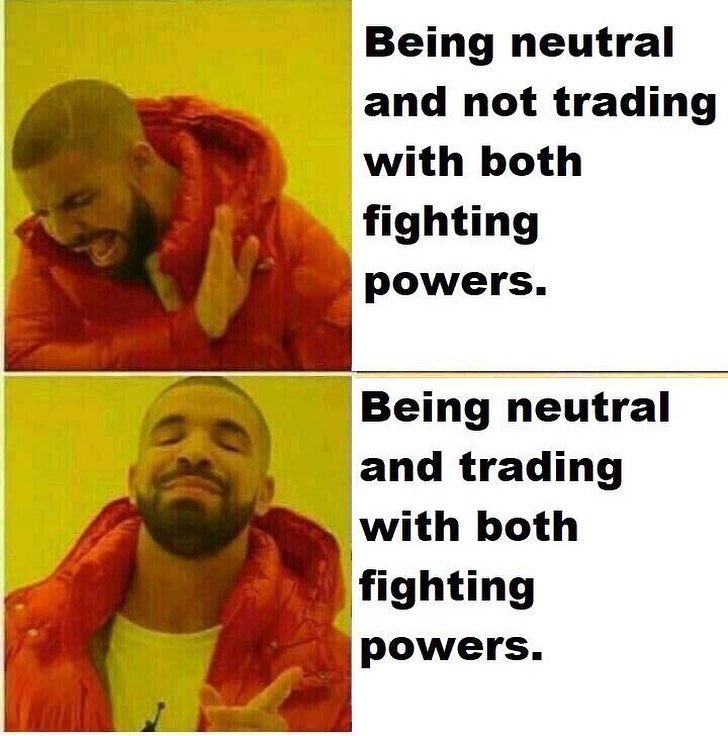 Being neutral
and not trading
with both
fighting
powers.
Being neutral
and trading
with both
fighting
powers.